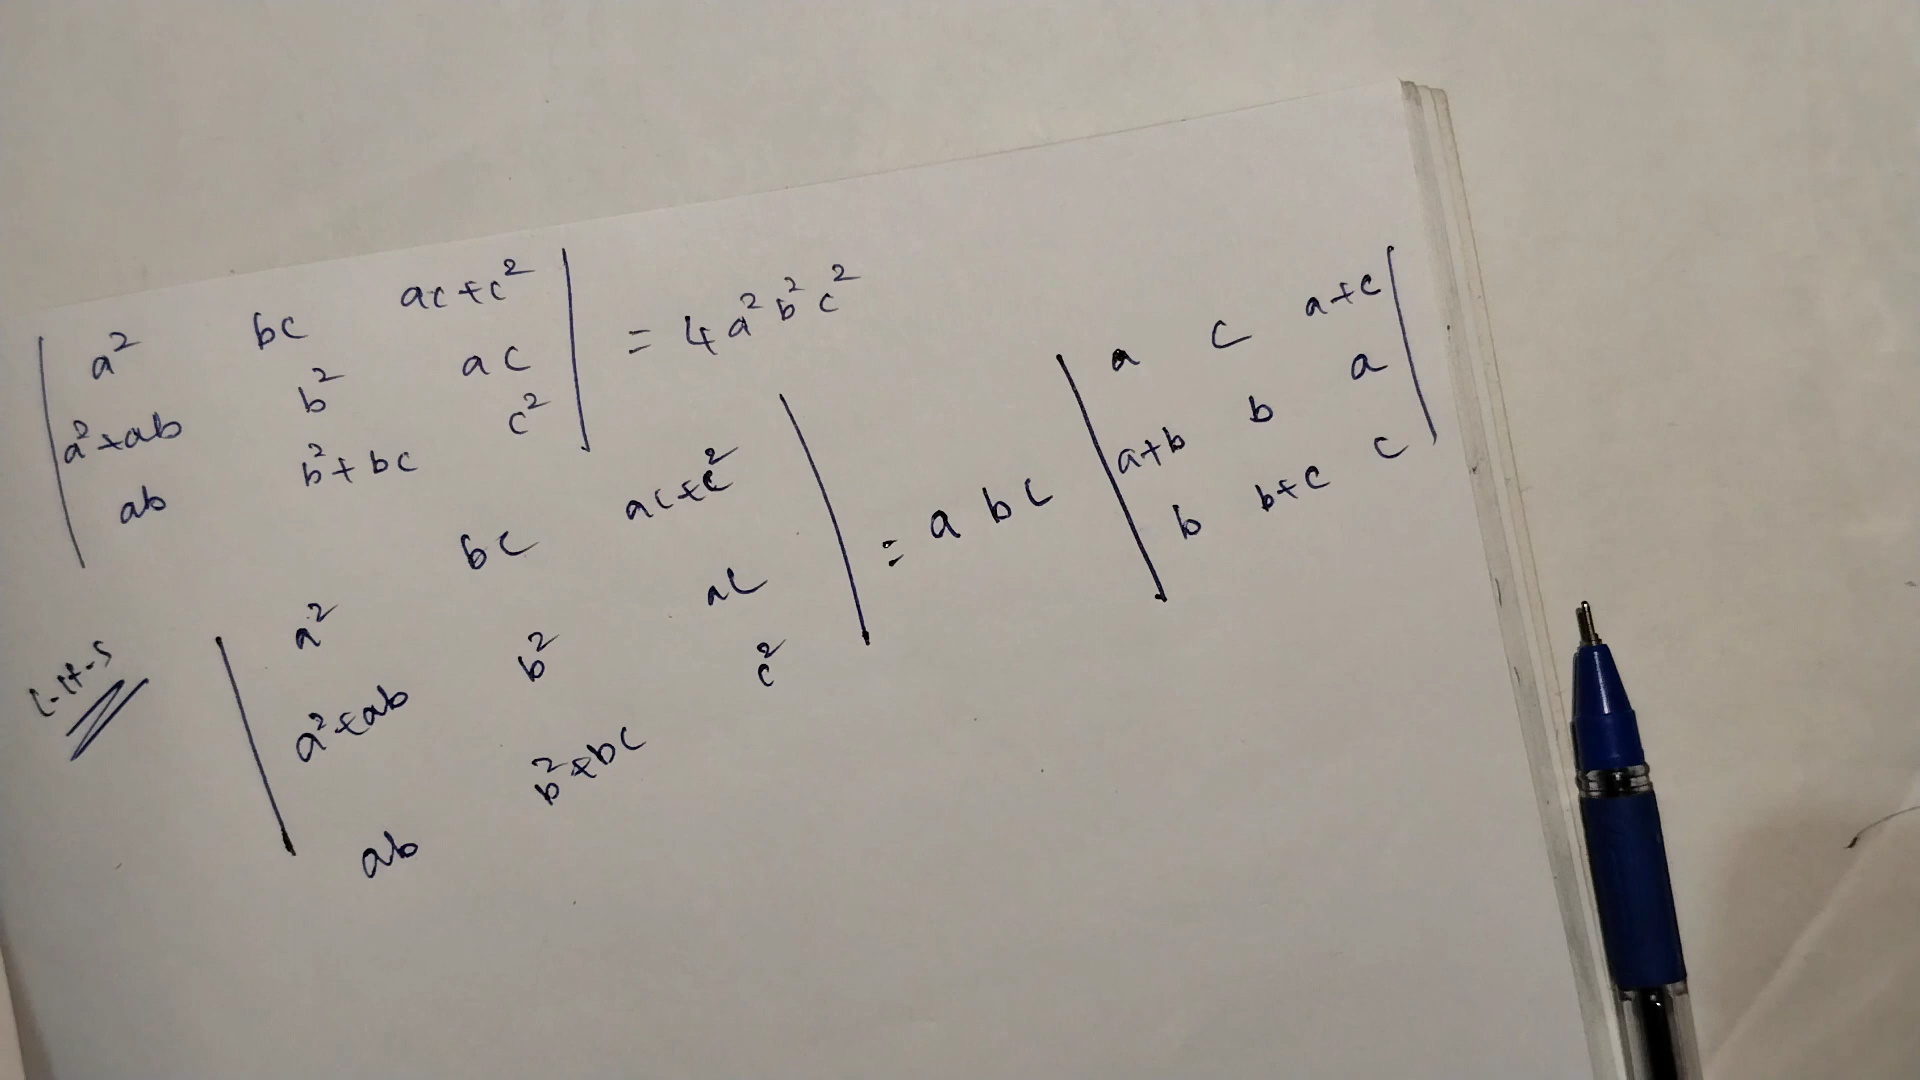 | a² bc ac+c² |
| a²+ab b² ac | = 4a²b²c²
| ab b²+bc c² |
L.H.S | a² bc ac+c² | | a c a+c |
| a²+ab b² ac | = abc | a+b b a |
| ab b²+bc c² | | b b+c c |